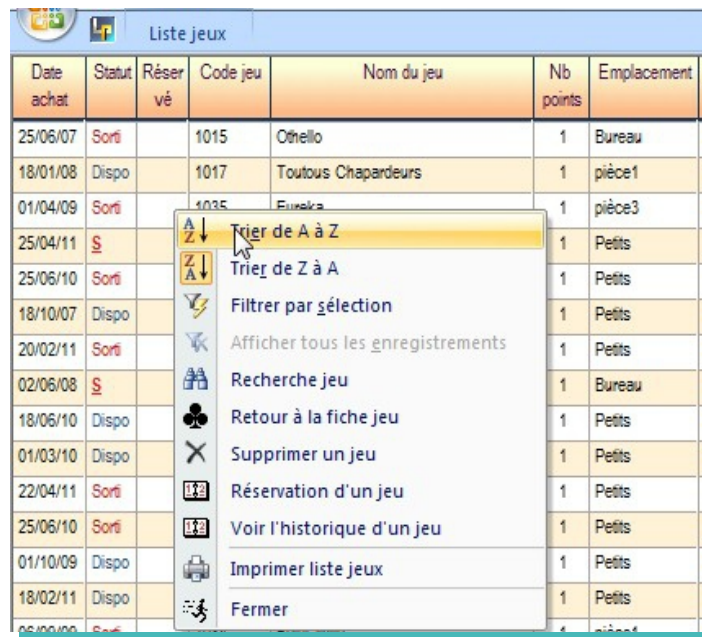 Liste jeux
Date achat Statut Réser vé Code jeu Nom du jeu Nb points Emplacement
25/06/07 Sorti 1015 Othello 1 Bureau
18/01/08 Dispo 1017 Toutous Chapardeurs 1 pièce1
01/04/09 Sorti 1035 Eureka 1 pièce3
25/04/11 S 1 Petits
25/06/10 Sorti 1 Petits
18/10/07 Dispo 1 Petits
20/02/11 Sorti 1 Petits
02/06/08 S 1 Bureau
18/06/10 Dispo 1 Petits
01/03/10 Dispo 1 Petits
22/04/11 Sorti 1 Petits
25/06/10 Sorti 1 Petits
01/10/09 Dispo 1 Petits
18/02/11 Dispo 1 Petits
Trier de A à Z
Trier de Z à A
Filtrer par sélection
Afficher tous les enregistrements
Recherche jeu
Retour à la fiche jeu
Supprimer un jeu
Réservation d'un jeu
Voir l'historique d'un jeu
Imprimer liste jeux
Fermer